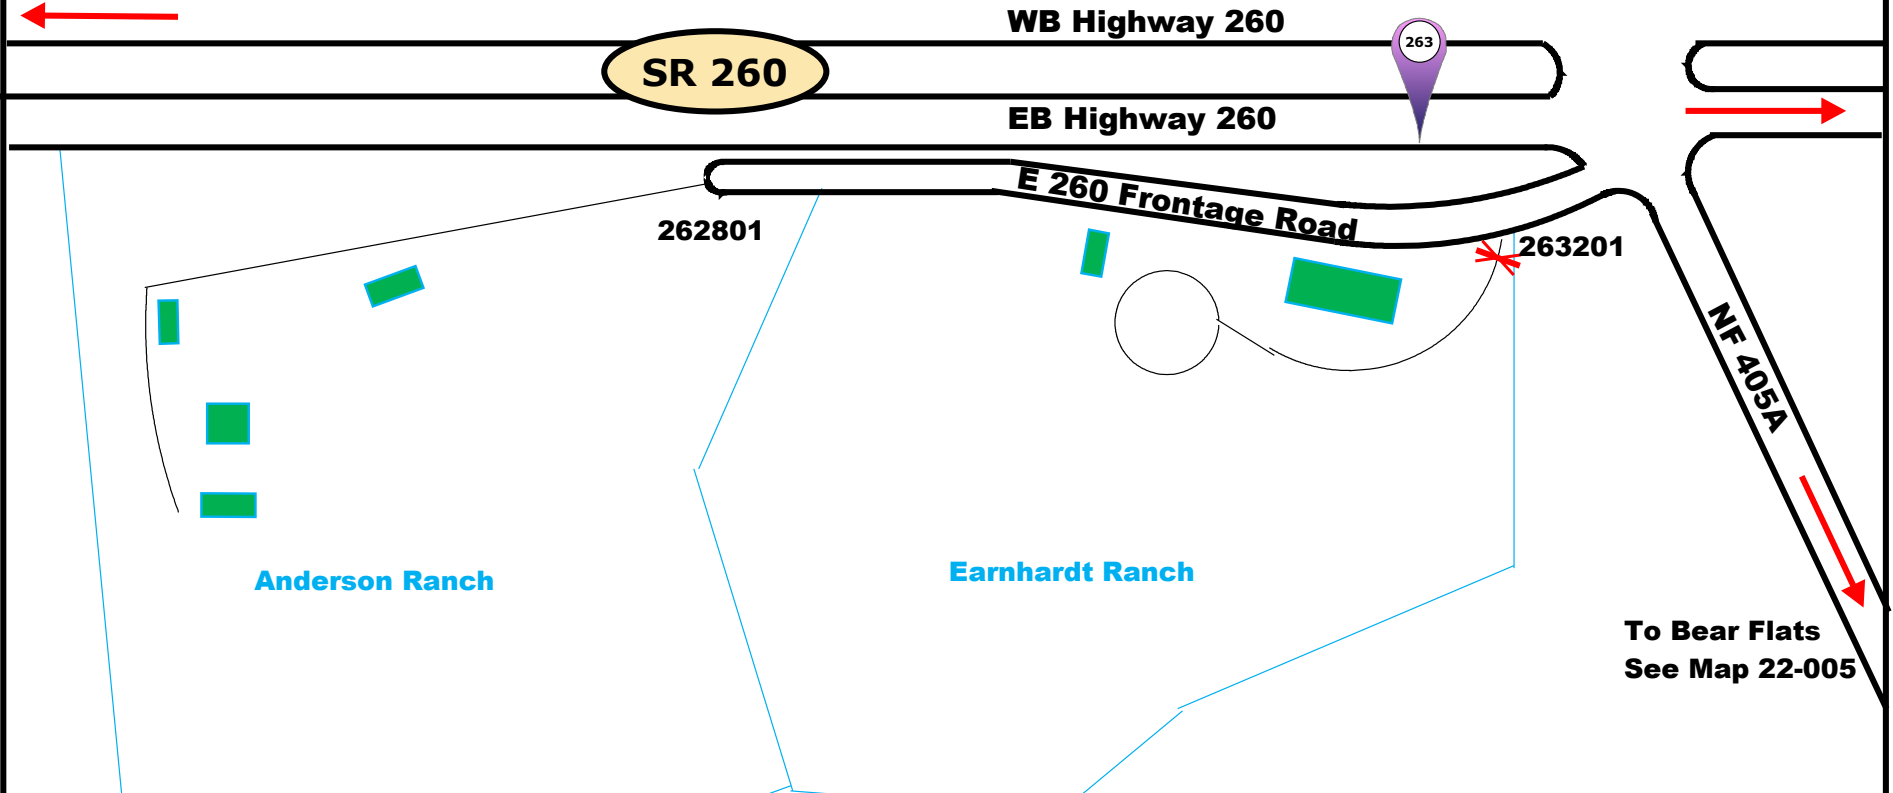 WB Highway 260
263
SR 260
EB Highway 260
E 260 Frontage Road
262801
263201
NF 405A
Anderson Ranch
Earnhardt Ranch
To Bear Flats
See Map 22-005